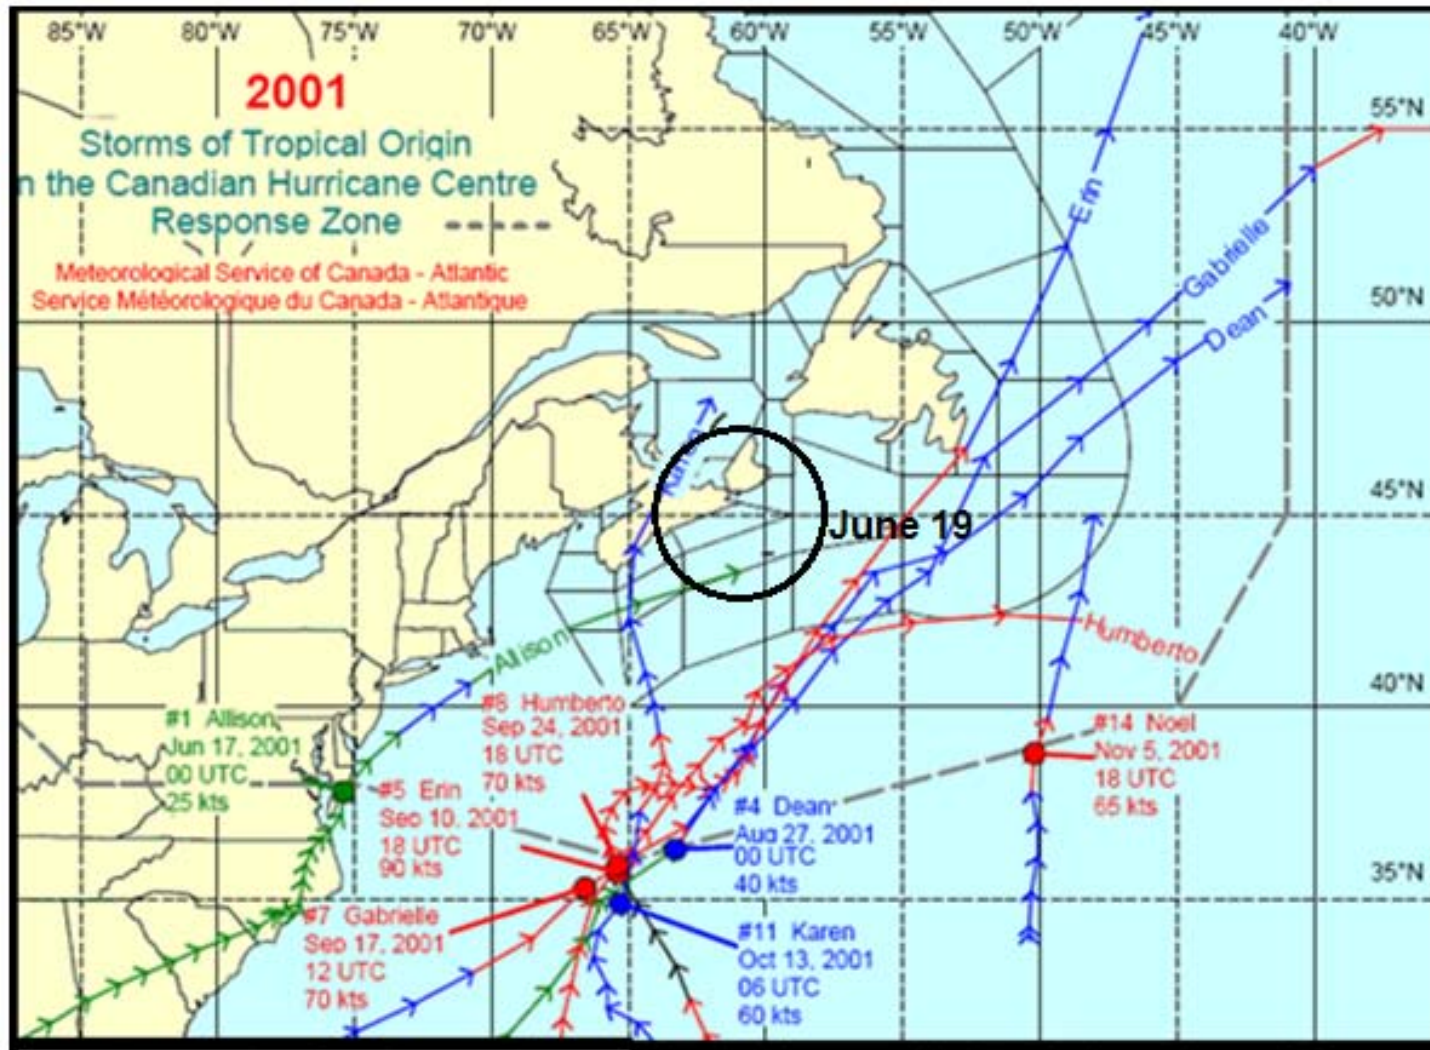 85°W 80°W 75°W 70°W 65°W 60°W 55°W 50°W 45°W 40°W
2001
Storms of Tropical Origin
n the Canadian Hurricane Centre
Response Zone
Meteorological Service of Canada - Atlantic
Service Météorologique du Canada - Atlantique
55°N
50°N
45°N
40°N
35°N
Erin
Gabrielle
Dean
Karen
June 19
Allison
Humberto
#1 Allison
Jun 17, 2001
00 UTC
25 kts
#8 Humberto
Sep 24, 2001
18 UTC
70 kts
#5 Erin
Sep 10, 2001
18 UTC
90 kts
#4 Dean
Aug 27, 2001
00 UTC
40 kts
#14 Noel
Nov 5, 2001
18 UTC
65 kts
#7 Gabrielle
Sep 17, 2001
12 UTC
70 kts
#11 Karen
Oct 13, 2001
06 UTC
60 kts